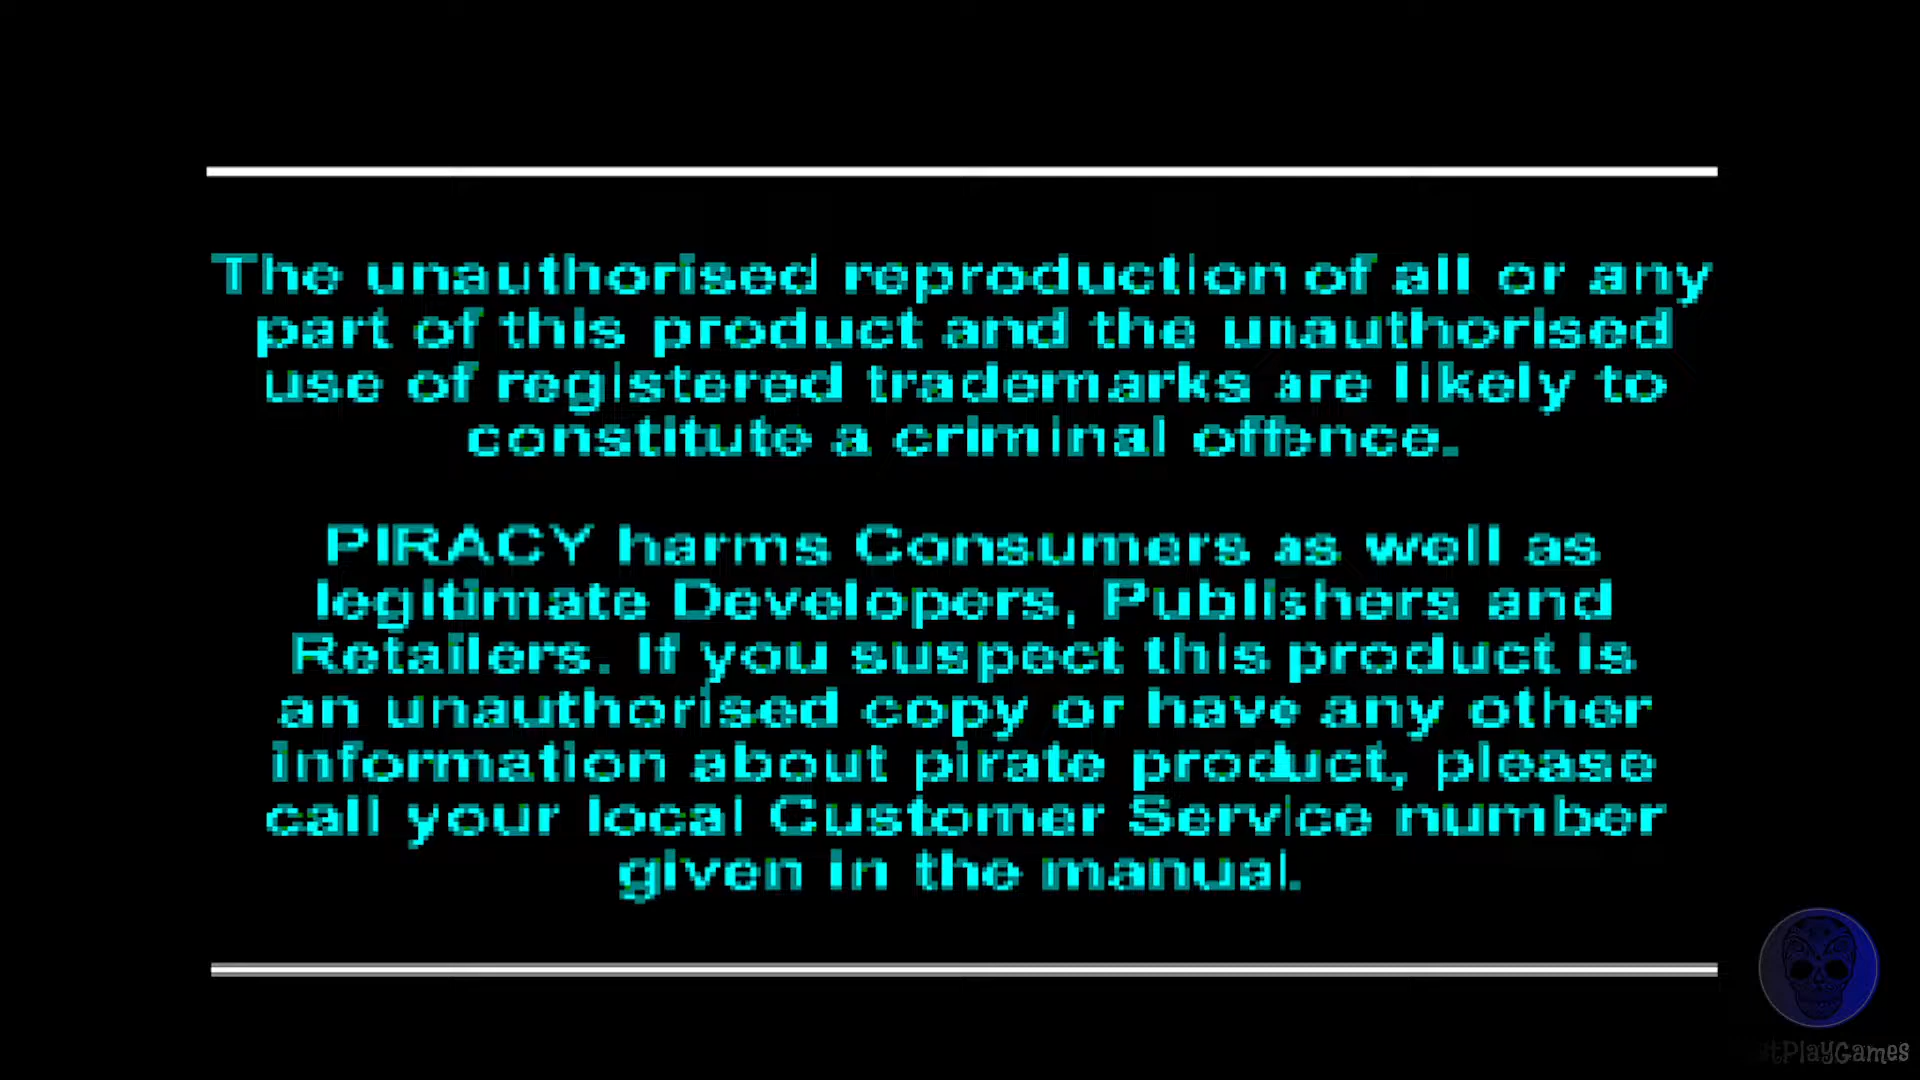 The unauthorised reproduction of all or any
part of this product and the unauthorised
use of registered trademarks are likely to
constitute a criminal offence.
PIRACY harms Consumers as well as
legitimate Developers, Publishers and
Retailers. If you suspect this product is
an unauthorised copy or have any other
information about pirate product, please
call your local Customer Service number
given in the manual.